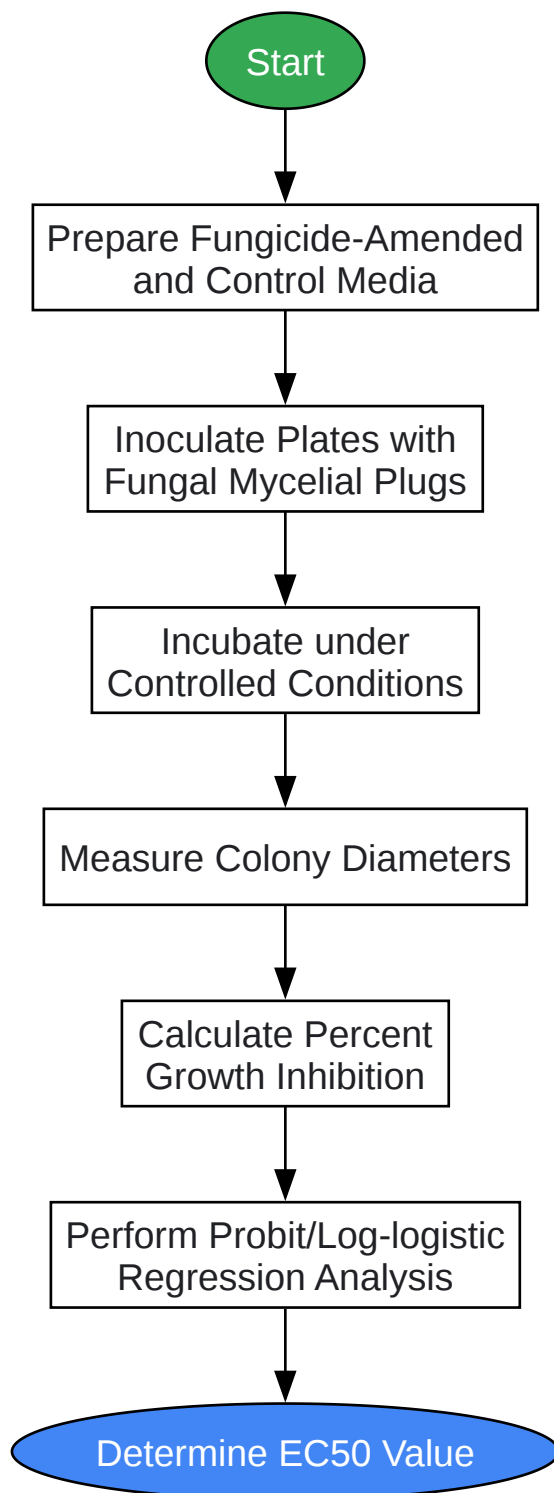 Start
Prepare Fungicide-Amended
and Control Media
Inoculate Plates with
Fungal Mycelial Plugs
Incubate under
Controlled Conditions
Measure Colony Diameters
Calculate Percent
Growth Inhibition
Perform Probit/Log-logistic
Regression Analysis
Determine EC50 Value